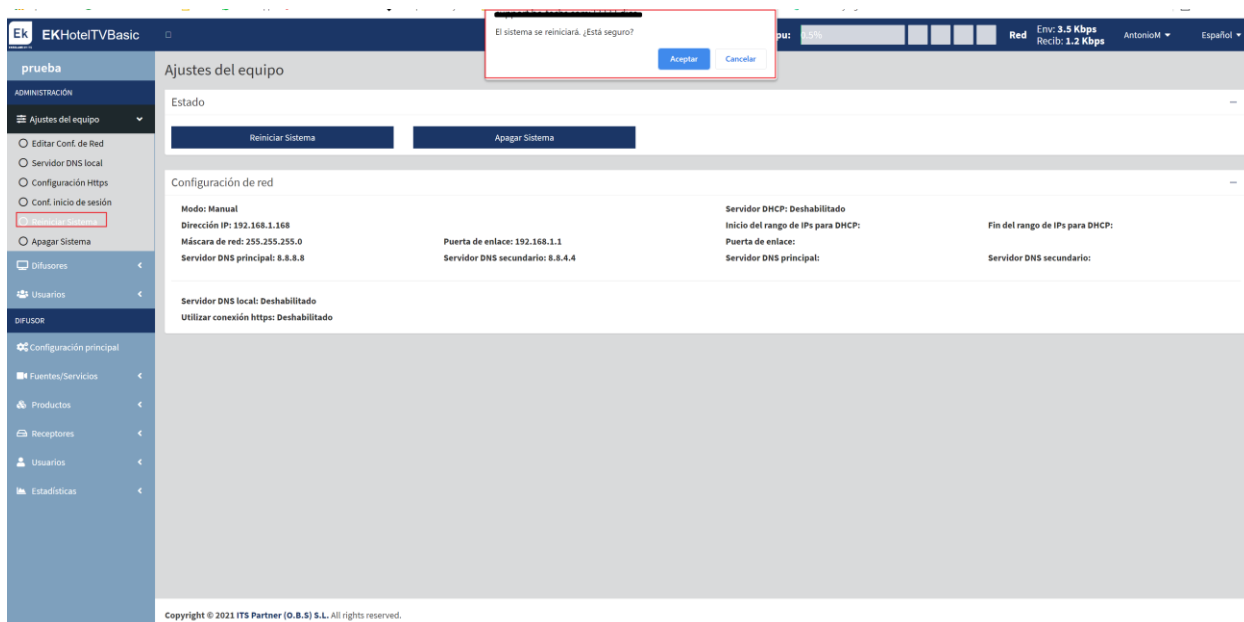 El sistema se reiniciará. ¿Está seguro?
Aceptar Cancelar
Ek EKHotelTVBasic 0.5% Red Env: 3.5 Kbps AntonioM Español
Recib: 1.2 Kbps
prueba
Ajustes del equipo
ADMINISTRACIÓN
Ajustes del equipo
Editar Conf. de Red
Servidor DNS local
Configuración Https
Conf. inicio de sesión
Reiniciar Sistema
Apagar Sistema
Difusores
Usuarios
DIFUSOR
Configuración principal
Fuentes/Servicios
Productos
Receptores
Usuarios
Estadísticas
Estado
Reiniciar Sistema Apagar Sistema
Configuración de red
Modo: Manual Servidor DHCP: Deshabilitado
Dirección IP: 192.168.1.168 Inicio del rango de IPs para DHCP: Fin del rango de IPs para DHCP:
Máscara de red: 255.255.255.0 Puerta de enlace: 192.168.1.1 Puerta de enlace:
Servidor DNS principal: 8.8.8.8 Servidor DNS secundario: 8.8.4.4 Servidor DNS principal: Servidor DNS secundario:
Servidor DNS local: Deshabilitado
Utilizar conexión https: Deshabilitado
Copyright © 2021 ITS Partner (O.B.S) S.L. All rights reserved.